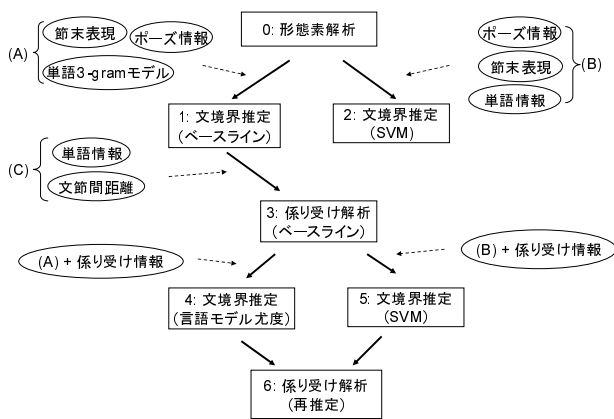 (A)
節末表現
ポーズ情報
単語3-gramモデル
0: 形態素解析
ポーズ情報
節末表現
単語情報
(B)
1: 文境界推定
(ベースライン)
2: 文境界推定
(SVM)
(C)
単語情報
文節間距離
3: 係り受け解析
(ベースライン)
(A) + 係り受け情報
(B) + 係り受け情報
4: 文境界推定
(言語モデル尤度)
5: 文境界推定
(SVM)
6: 係り受け解析
(再推定)